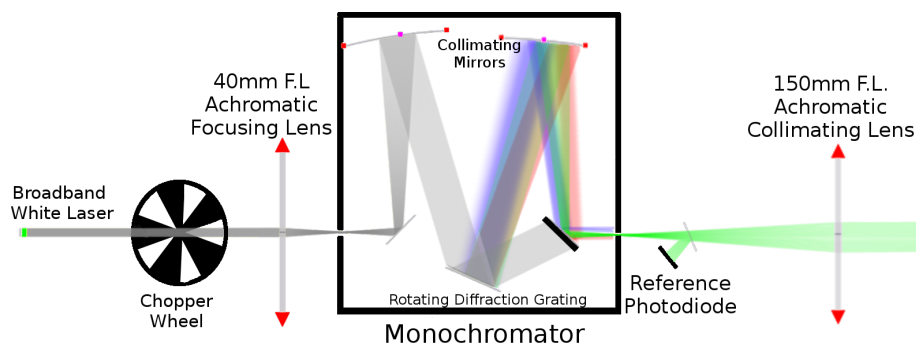 Broadband
White Laser
Chopper
Wheel
40mm F.L
Achromatic
Focusing Lens
Collimating
Mirrors
Rotating Diffraction Grating
Monochromator
Reference
Photodiode
150mm F.L.
Achromatic
Collimating Lens